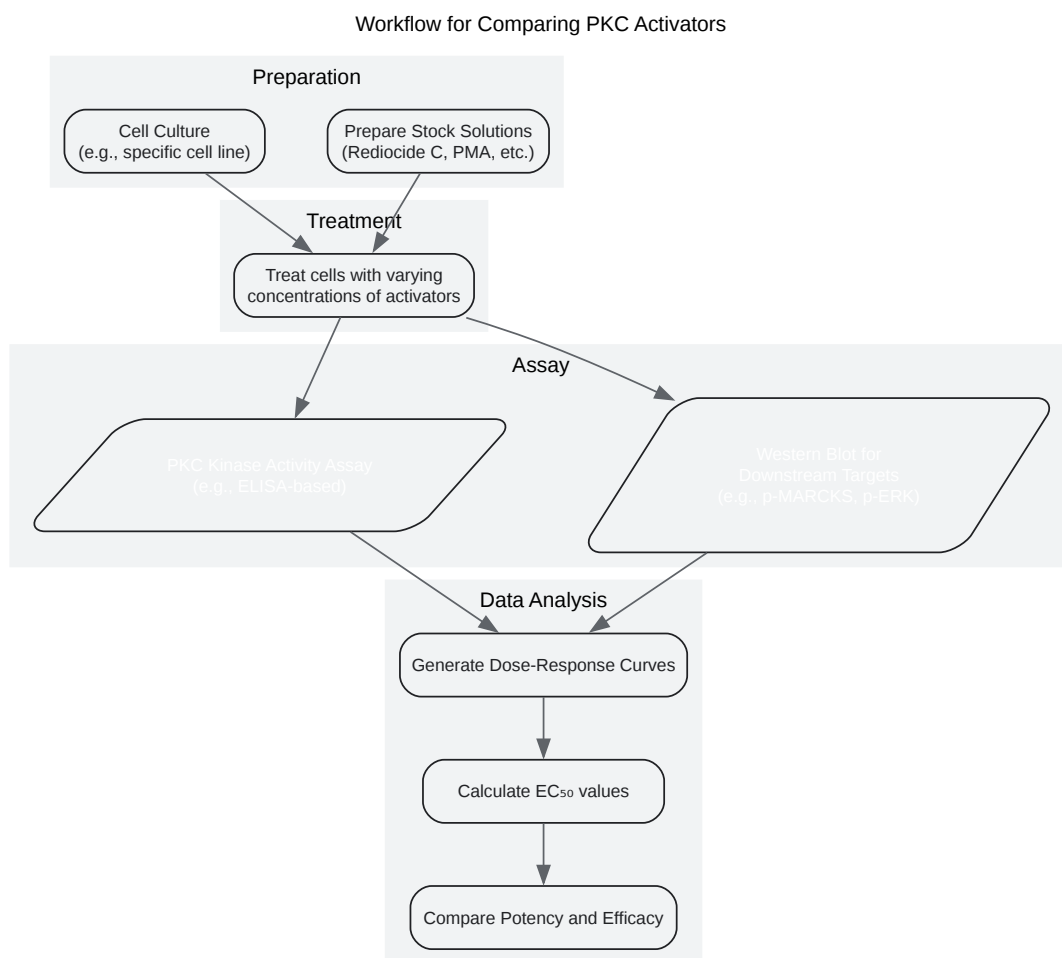 Workflow for Comparing PKC Activators
Preparation
Cell Culture
(e.g., specific cell line)
Prepare Stock Solutions
(Rediocide C, PMA, etc.)
Treatment
Treat cells with varying
concentrations of activators
Assay
PKC Kinase Activity Assay
(e.g., ELISA-based)
Western Blot for
Downstream Targets
(e.g., p-MARCKS, p-ERK)
Data Analysis
Generate Dose-Response Curves
Calculate EC₅₀ values
Compare Potency and Efficacy